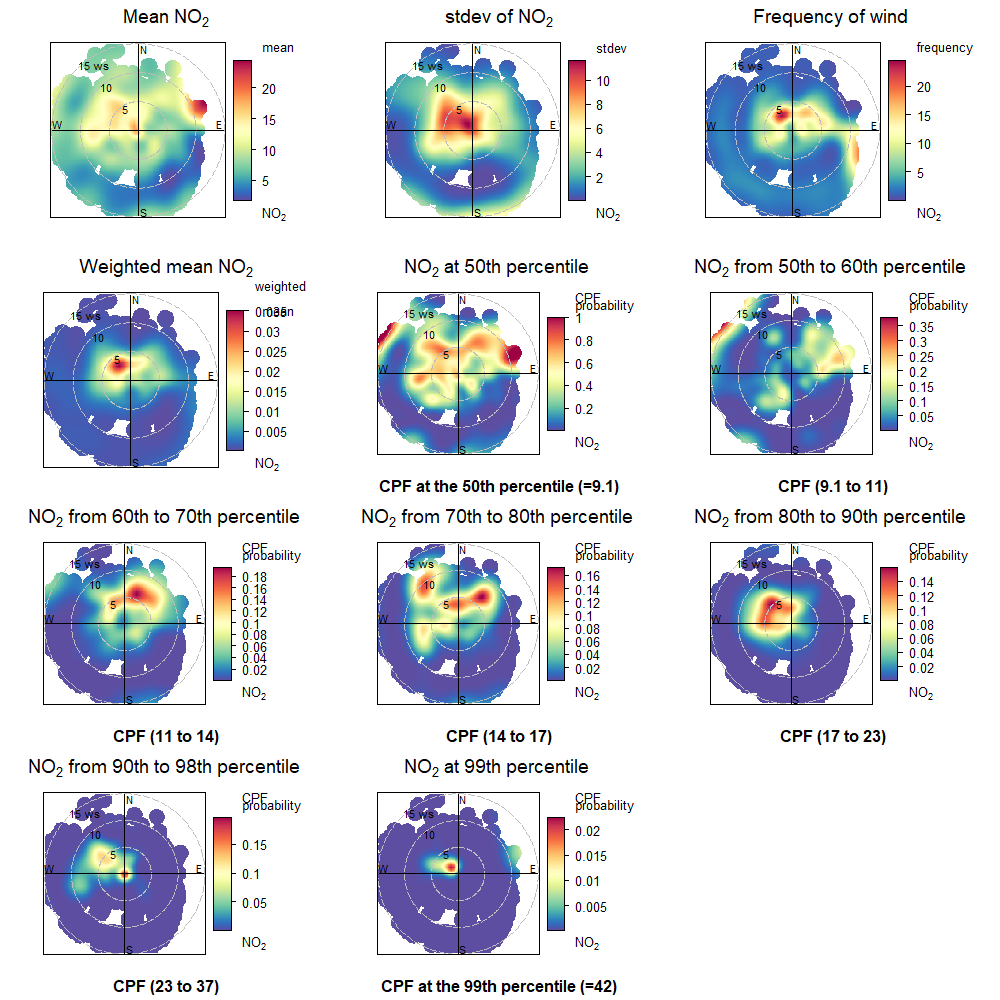 Mean NO2
stdev of NO2
Frequency of wind
mean
20
15
10
5
NO2
N
15 ws
10
5
W
E
S
stdev
10
8
6
4
2
NO2
N
15 ws
10
5
W
E
S
frequency
20
15
10
5
NO2
N
15 ws
10
5
W
E
S
Weighted mean NO2
NO2 at 50th percentile
NO2 from 50th to 60th percentile
weighted
mean
0.035
0.03
0.025
0.02
0.015
0.01
0.005
NO2
N
15 ws
10
5
W
E
S
CPF
probability
1
0.8
0.6
0.4
0.2
NO2
N
15 ws
10
5
W
E
S
CPF at the 50th percentile (=9.1)
CPF
probability
0.35
0.3
0.25
0.2
0.15
0.1
0.05
NO2
N
15 ws
10
5
W
E
S
CPF (9.1 to 11)
NO2 from 60th to 70th percentile
NO2 from 70th to 80th percentile
NO2 from 80th to 90th percentile
CPF
probability
0.18
0.16
0.14
0.12
0.1
0.08
0.06
0.04
0.02
NO2
N
15 ws
10
5
W
E
S
CPF (11 to 14)
CPF
probability
0.16
0.14
0.12
0.1
0.08
0.06
0.04
0.02
NO2
N
15 ws
10
5
W
E
S
CPF (14 to 17)
CPF
probability
0.14
0.12
0.1
0.08
0.06
0.04
0.02
NO2
N
15 ws
10
5
W
E
S
CPF (17 to 23)
NO2 from 90th to 98th percentile
NO2 at 99th percentile
CPF
probability
0.15
0.1
0.05
NO2
N
15 ws
10
5
W
E
S
CPF (23 to 37)
CPF
probability
0.02
0.015
0.01
0.005
NO2
N
15 ws
10
5
W
E
S
CPF at the 99th percentile (=42)